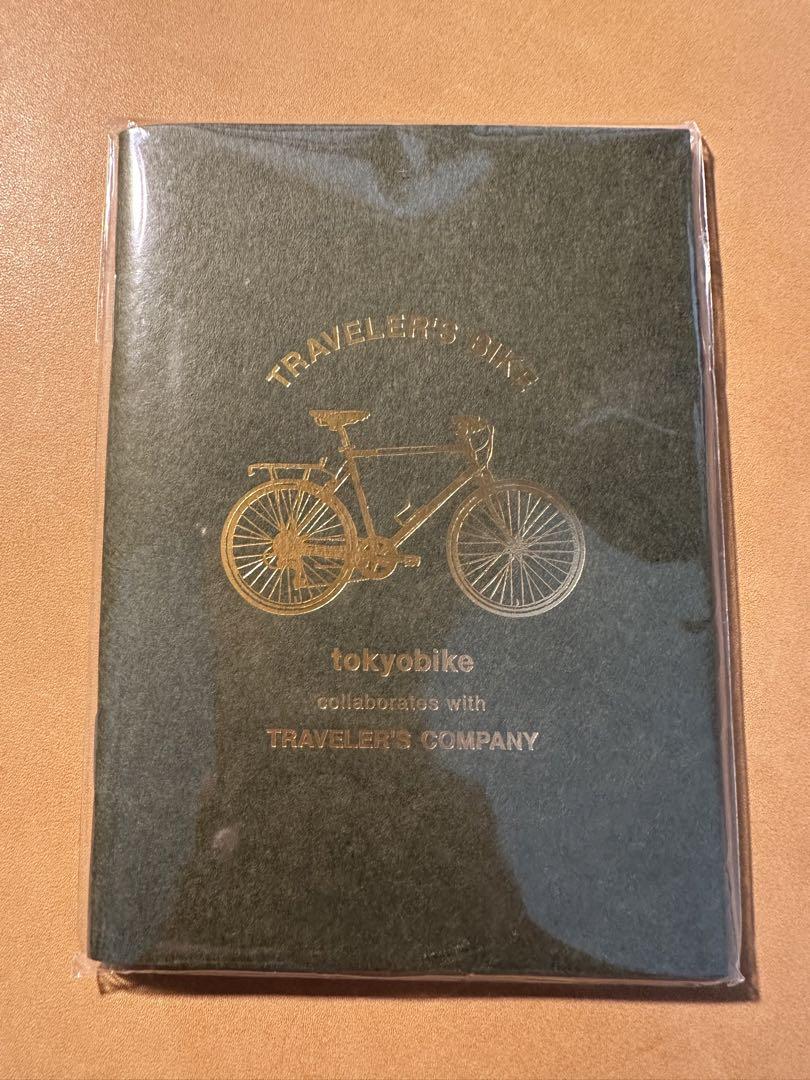 TRAVELER'S BIKE
tokyobike
collaborates with
TRAVELER'S COMPANY